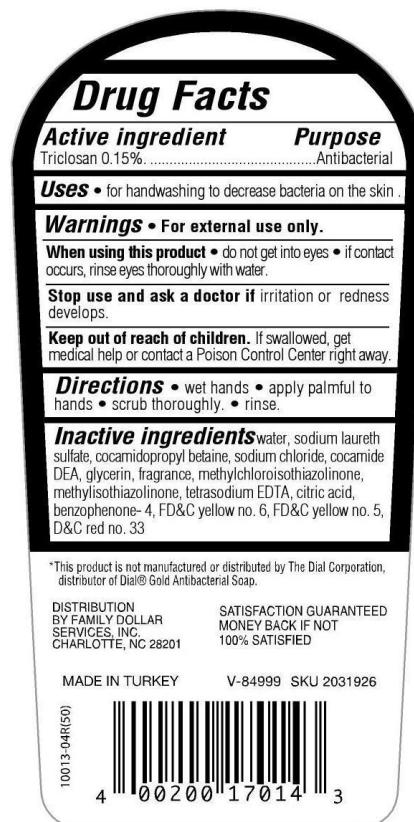 Drug Facts
Active ingredient Purpose
Triclosan 0.15%. ............................................Antibacterial
Uses • for handwashing to decrease bacteria on the skin .
Warnings • For external use only.
When using this product • do not get into eyes • if contact
occurs, rinse eyes thoroughly with water.
Stop use and ask a doctor if irritation or redness
develops.
Keep out of reach of children. If swallowed, get
medical help or contact a Poison Control Center right away.
Directions • wet hands • apply palmful to
hands • scrub thoroughly. • rinse.
Inactive ingredients water, sodium laureth
sulfate, cocamidopropyl betaine, sodium chloride, cocamide
DEA, glycerin, fragrance, methylchloroisothiazolinone,
methylisothiazolinone, tetrasodium EDTA, citric acid,
benzophenone- 4, FD&C yellow no. 6, FD&C yellow no. 5,
D&C red no. 33
*This product is not manufactured or distributed by The Dial Corporation,
distributor of Dial® Gold Antibacterial Soap.
DISTRIBUTION
BY FAMILY DOLLAR
SERVICES, INC.
CHARLOTTE, NC 28201
SATISFACTION GUARANTEED
MONEY BACK IF NOT
100% SATISFIED
MADE IN TURKEY V-84999 SKU 2031926
10013-04R(50)
4 00200 17014 3